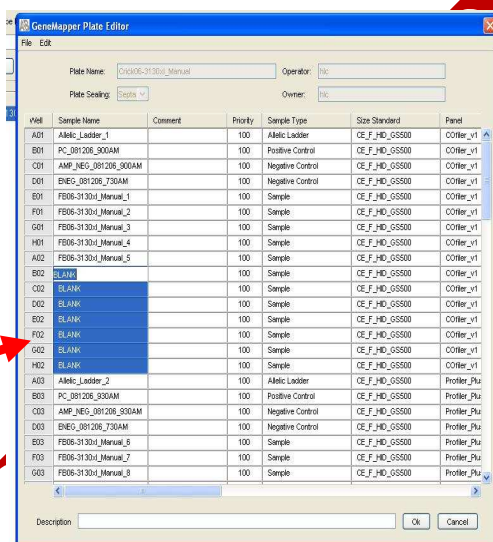 GeneMapper Plate Editor
File Edit
Plate Name: Crick06-3130xl_Manual Operator: hlc
Plate Sealing: Septa Owner: hlc
Well Sample Name Comment Priority Sample Type Size Standard Panel
A01 Allelic_Ladder_1 100 Allelic Ladder CE_F_HID_GS500 COfiler_v1
B01 PC_081206_900AM 100 Positive Control CE_F_HID_GS500 COfiler_v1
C01 AMP_NEG_081206_900AM 100 Negative Control CE_F_HID_GS500 COfiler_v1
D01 ENEG_081206_730AM 100 Negative Control CE_F_HID_GS500 COfiler_v1
E01 FB06-3130xl_Manual_1 100 Sample CE_F_HID_GS500 COfiler_v1
F01 FB06-3130xl_Manual_2 100 Sample CE_F_HID_GS500 COfiler_v1
G01 FB06-3130xl_Manual_3 100 Sample CE_F_HID_GS500 COfiler_v1
H01 FB06-3130xl_Manual_4 100 Sample CE_F_HID_GS500 COfiler_v1
A02 FB06-3130xl_Manual_5 100 Sample CE_F_HID_GS500 COfiler_v1
B02 BLANK 100 Sample CE_F_HID_GS500 COfiler_v1
C02 BLANK 100 Sample CE_F_HID_GS500 COfiler_v1
D02 BLANK 100 Sample CE_F_HID_GS500 COfiler_v1
E02 BLANK 100 Sample CE_F_HID_GS500 COfiler_v1
F02 BLANK 100 Sample CE_F_HID_GS500 COfiler_v1
G02 BLANK 100 Sample CE_F_HID_GS500 COfiler_v1
H02 BLANK 100 Sample CE_F_HID_GS500 COfiler_v1
A03 Allelic_Ladder_2 100 Allelic Ladder CE_F_HID_GS500 Profiler_Plu
B03 PC_081206_930AM 100 Positive Control CE_F_HID_GS500 Profiler_Plu
C03 AMP_NEG_081206_930AM 100 Negative Control CE_F_HID_GS500 Profiler_Plu
D03 ENEG_081206_730AM 100 Negative Control CE_F_HID_GS500 Profiler_Plu
E03 FB06-3130xl_Manual_6 100 Sample CE_F_HID_GS500 Profiler_Plu
F03 FB06-3130xl_Manual_7 100 Sample CE_F_HID_GS500 Profiler_Plu
G03 FB06-3130xl_Manual_8 100 Sample CE_F_HID_GS500 Profiler_Plu
Description Ok Cancel